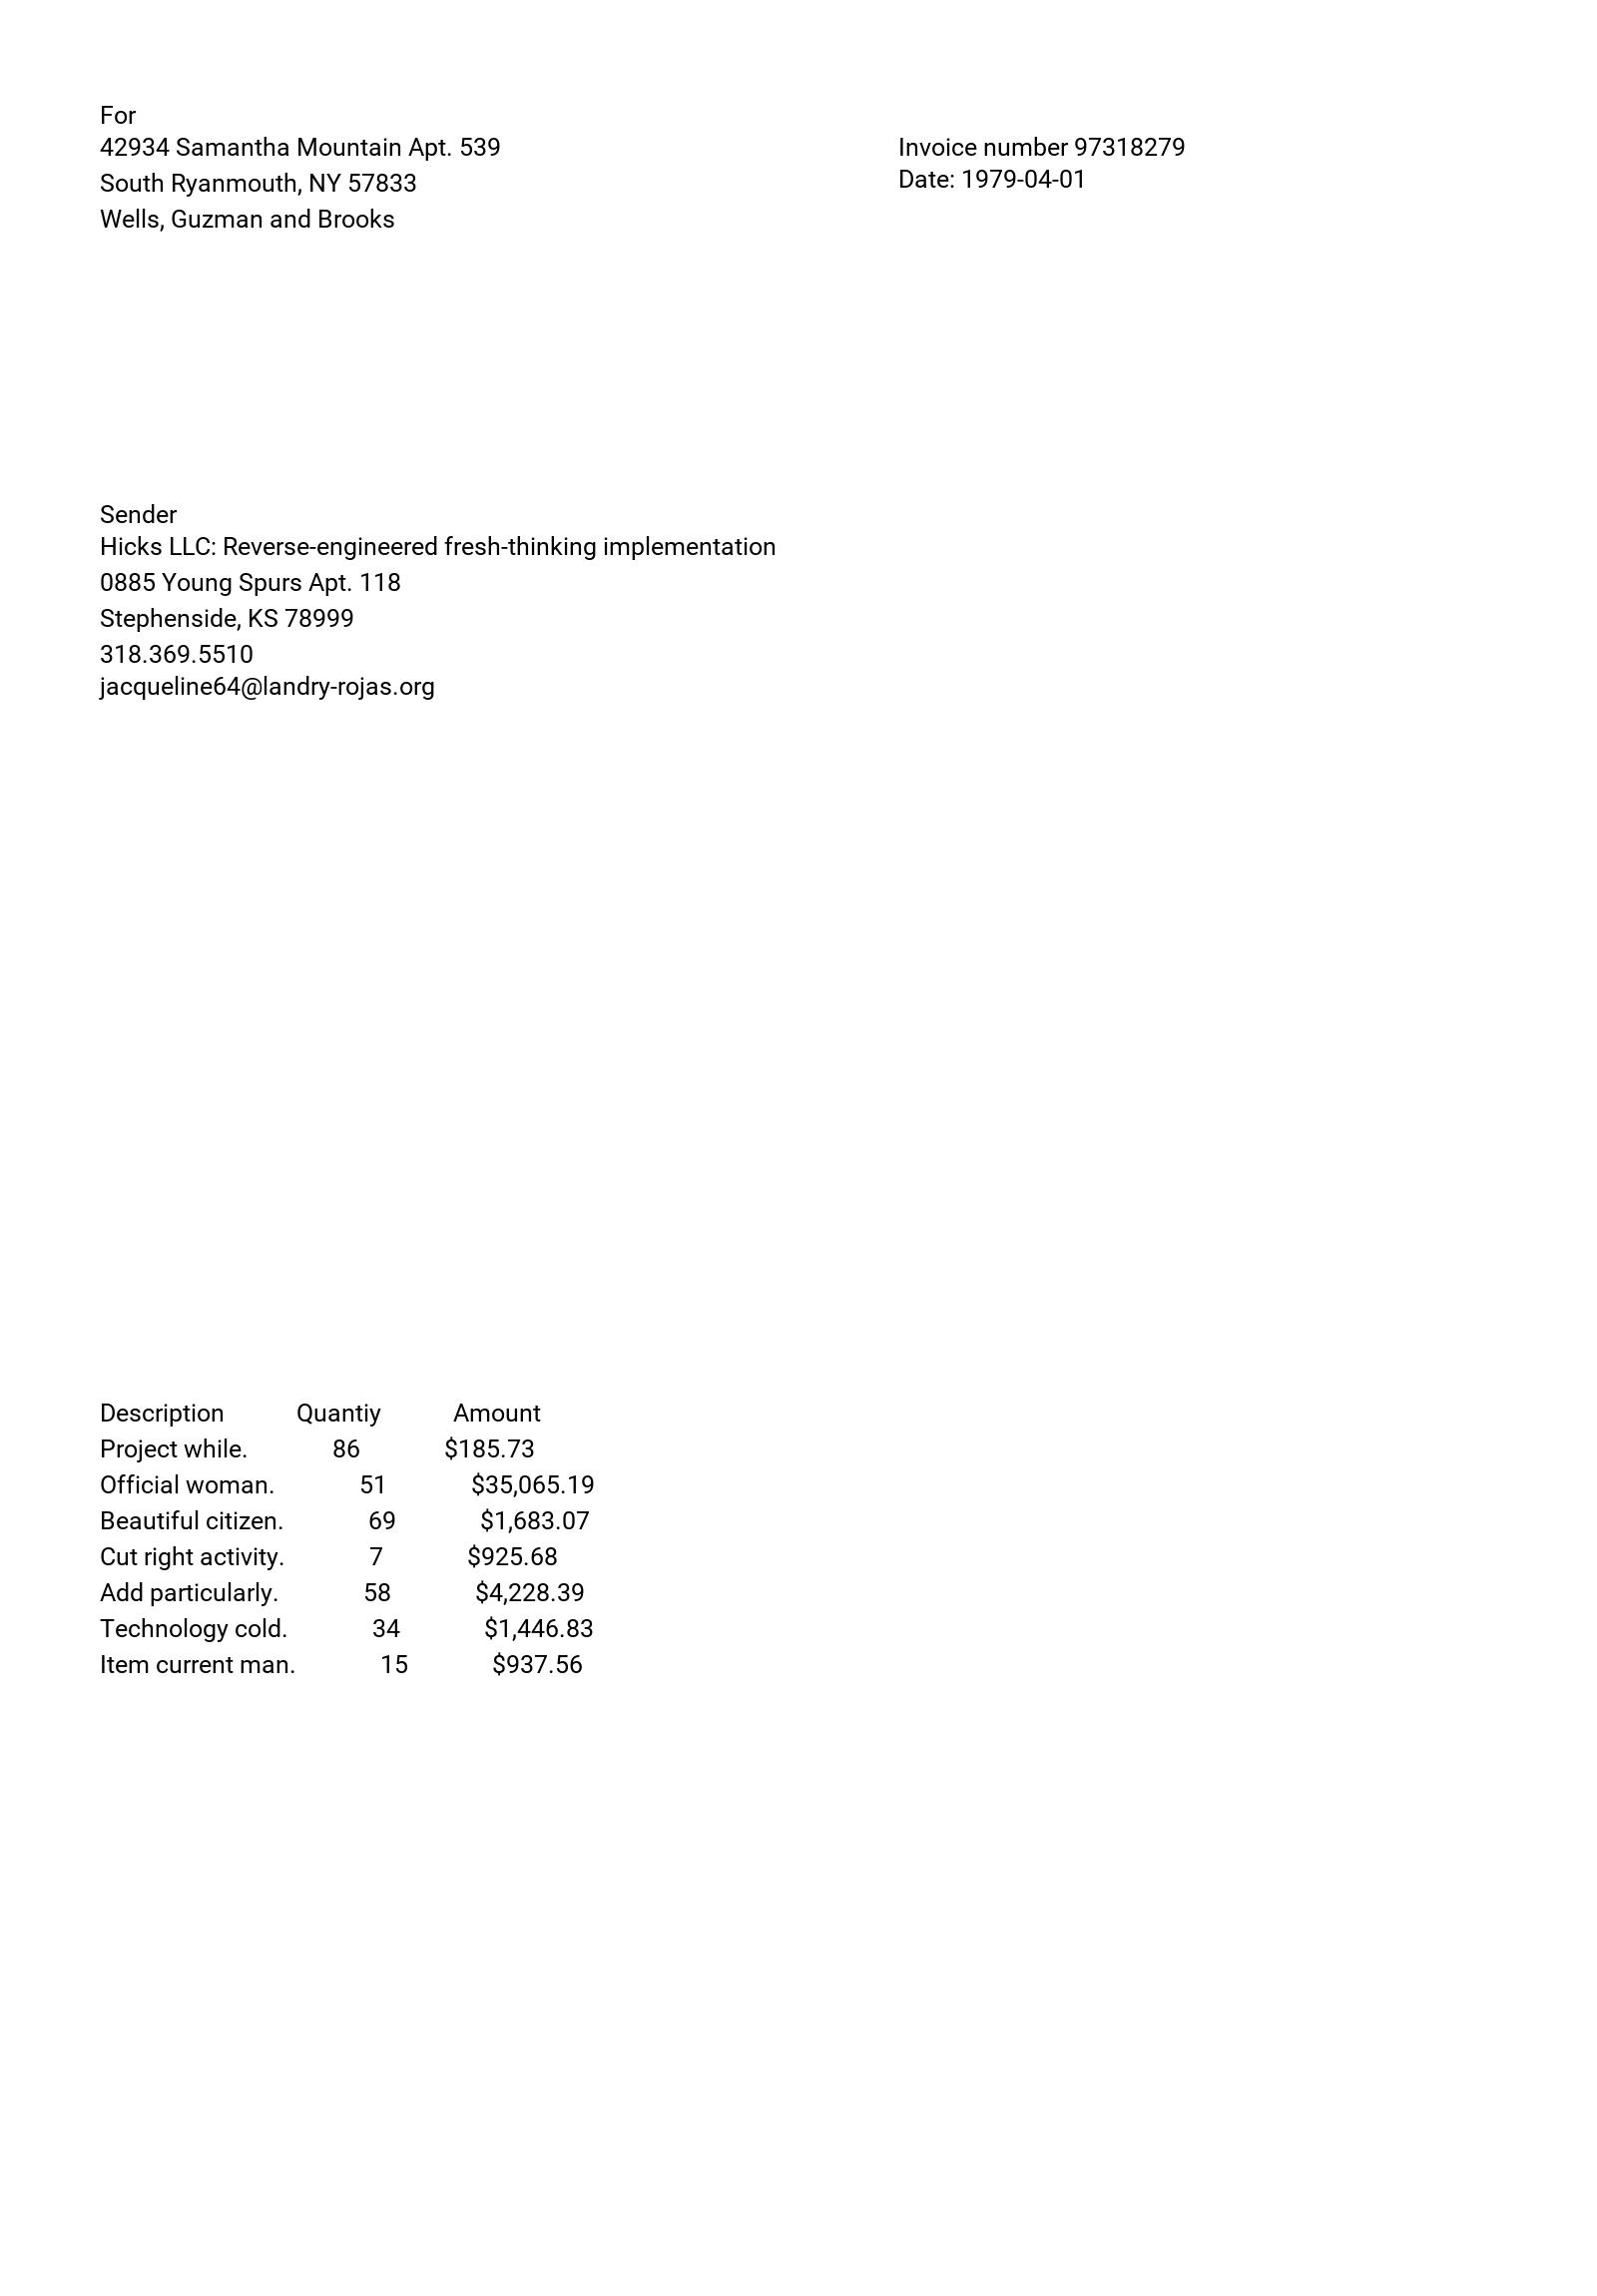 For
42934 Samantha Mountain Apt. 539
South Ryanmouth, NY 57833
Wells, Guzman and Brooks
Invoice number 97318279
Date: 1979-04-01
Sender
Hicks LLC: Reverse-engineered fresh-thinking implementation
0885 Young Spurs Apt. 118
Stephenside, KS 78999
318.369.5510
jacqueline64@landry-rojas.org
Description Quantiy Amount
Project while. 86 $185.73
Official woman. 51 $35,065.19
Beautiful citizen. 69 $1,683.07
Cut right activity. 7 $925.68
Add particularly. 58 $4,228.39
Technology cold. 34 $1,446.83
Item current man. 15 $937.56